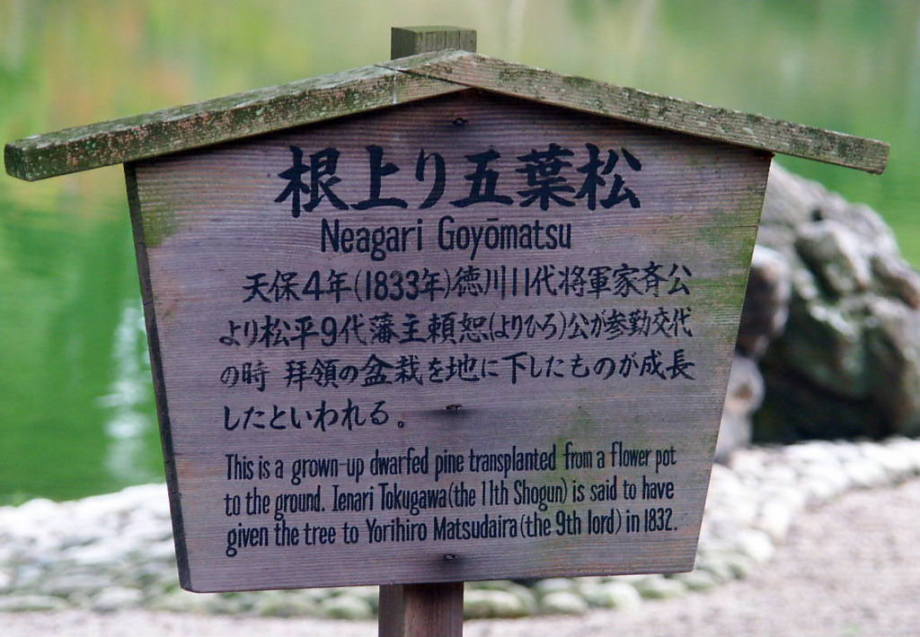 根上り五葉松
Neagari Goyōmatsu
天保4年(1833年)徳川11代将軍家斉公
より松平9代藩主頼恕(よりひろ)公が参勤交代
の時 拝領の盆栽を地に下したものが成長
したといわれる。
This is a grown-up dwarfed pine transplanted from a flower pot
to the ground. Ienari Tokugawa(the 11th Shogun) is said to have
given the tree to Yorihiro Matsudaira(the 9th lord) in 1832.